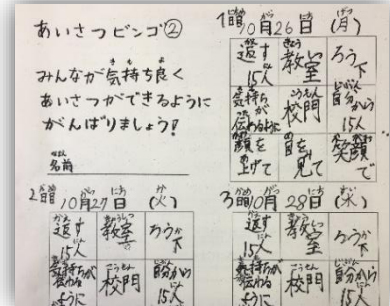 あいさつビンゴ②
みんなが気持ち良く
あいさつができるように
がんばりましょう!
名前
1日目 10月26日(月)
返す
15人
教室
ろう下
気持ちが
伝わるように
校門
自分から
15人
顔を
上げて
目を
見て
笑顔で
2日目 10月27日(火)
返す
15人
教室
ろう下
気持ちが
伝わる
ように
校門
自分から
15人
3日目 10月28日(水)
返す
15人
教室
ろう下
気持ちが
伝わる
ように
校門
自分から
15人